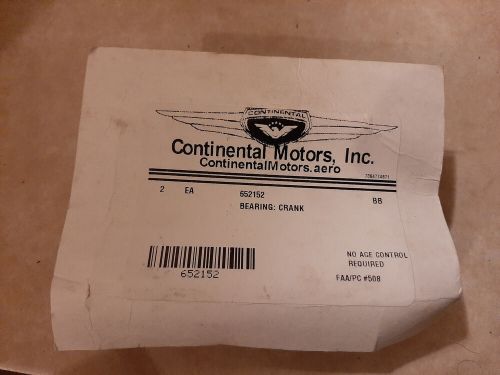 CONTINENTAL
Continental Motors, Inc.
ContinentalMotors.aero
2 EA 652152 BB
BEARING: CRANK
NO AGE CONTROL
REQUIRED
652152
FAA/PC #508